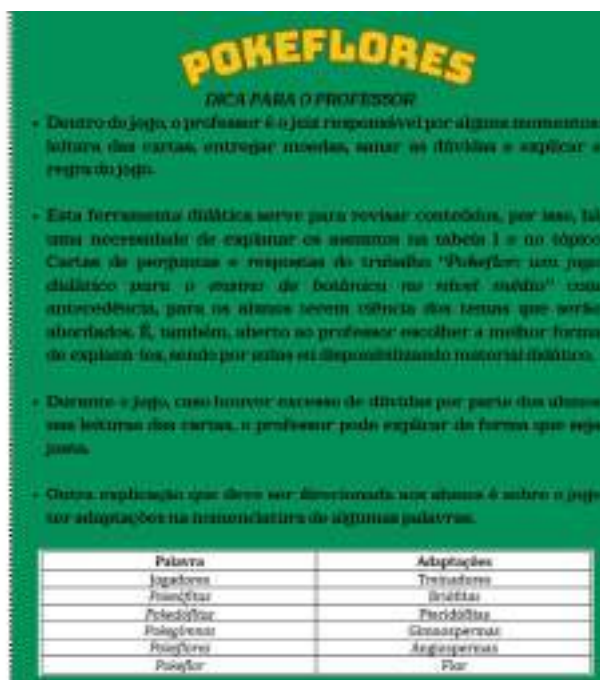 POKEFLORES
DICA PARA O PROFESSOR
• Dentro do jogo, o professor é o juiz responsável por alguns momentos:
leitura das cartas, entregar moedas, sanar as dúvidas e explicar a
regra do jogo.
• Esta ferramenta didática serve para revisar conteúdos, por isso, há
uma necessidade de explanar os assuntos na tabela 1 e no tópico
Cartas de perguntas e respostas do trabalho "Pokeflor: um jogo
didático para o ensino de botânica no nível médio" com
antecedência, para os alunos terem ciência dos temas que serão
abordados. É, também, aberto ao professor escolher a melhor forma
de explaná-los, sendo por aulas ou disponibilizando material didático.
• Durante o jogo, caso houver excesso de dúvidas por parte dos alunos
nas leituras das cartas, o professor pode explicar de forma que seja
justa.
• Outra explicação que deve ser direcionada aos alunos é sobre o jogo
ter adaptações na nomenclatura de algumas palavras.
Palavra Adaptações
Jogadores Treinadores
Briófitas
Pteridófitas
Pokegimnos Gimnospermas
Pokeflores Angiospermas
Pokeflor Flor